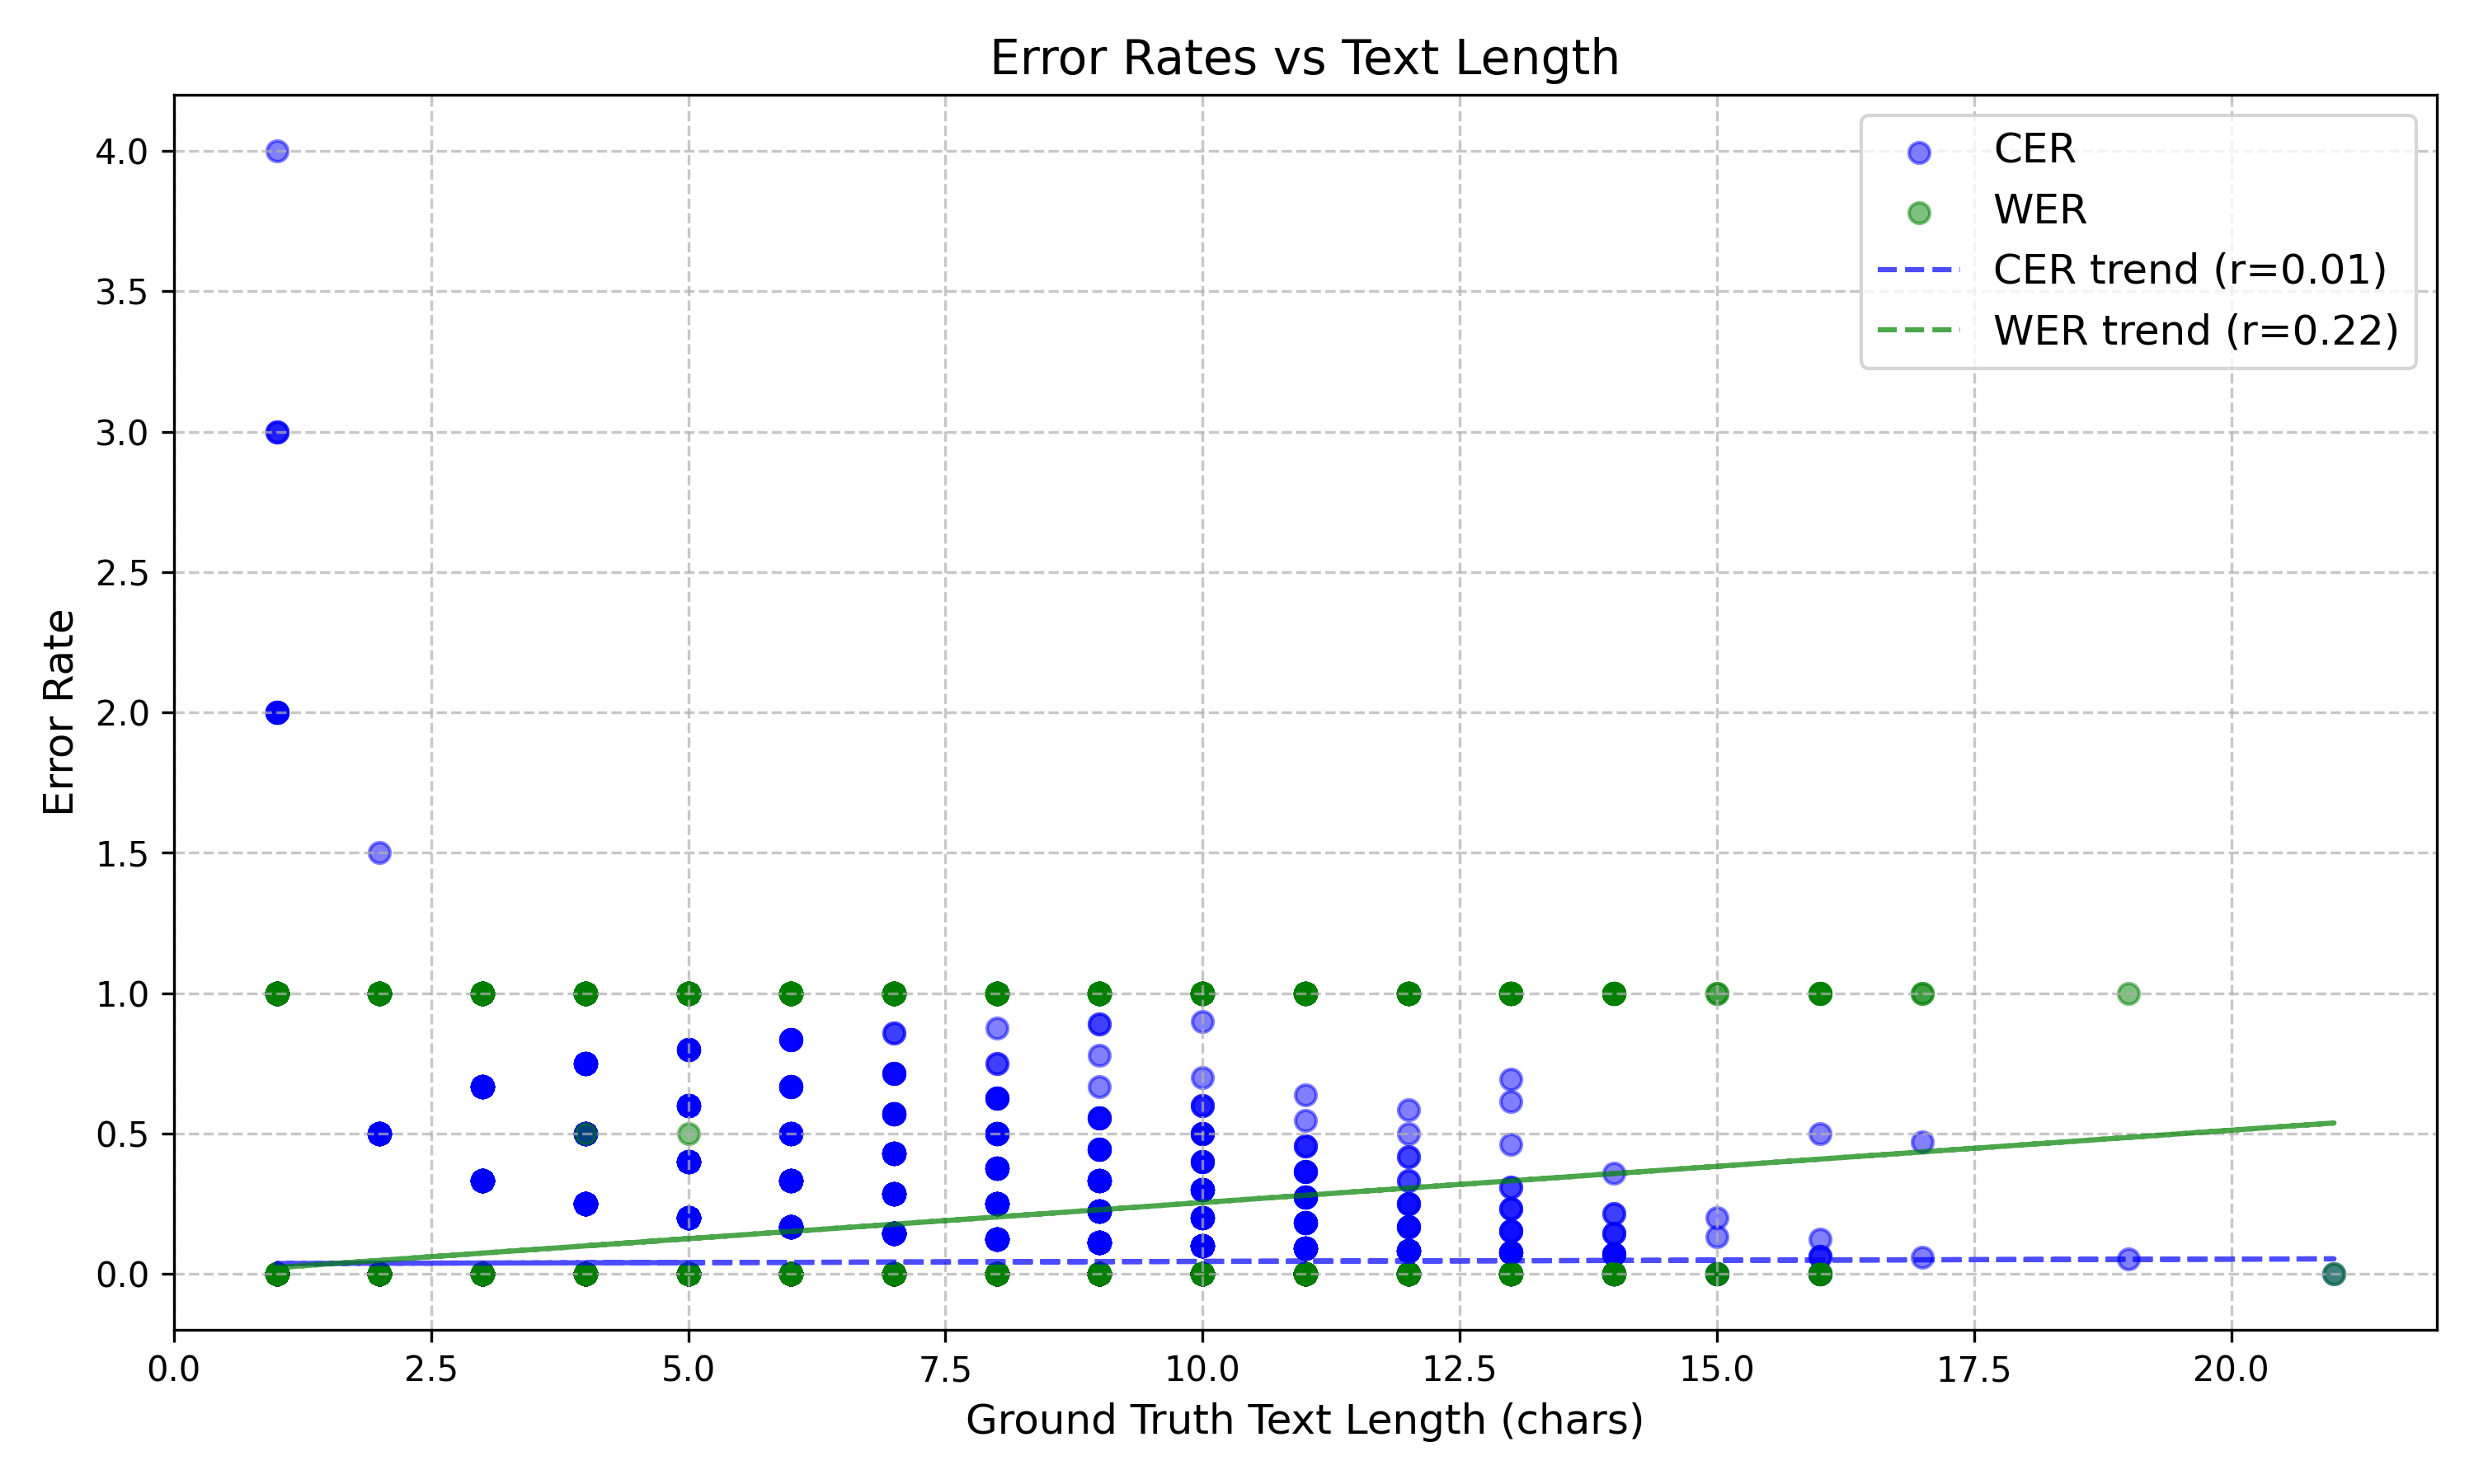 Error Rates vs Text Length
CER
WER
CER trend (r=0.01)
WER trend (r=0.22)
Error Rate
4.0
3.5
3.0
2.5
2.0
1.5
1.0
0.5
0.0
0.0 2.5 5.0 7.5 10.0 12.5 15.0 17.5 20.0
Ground Truth Text Length (chars)